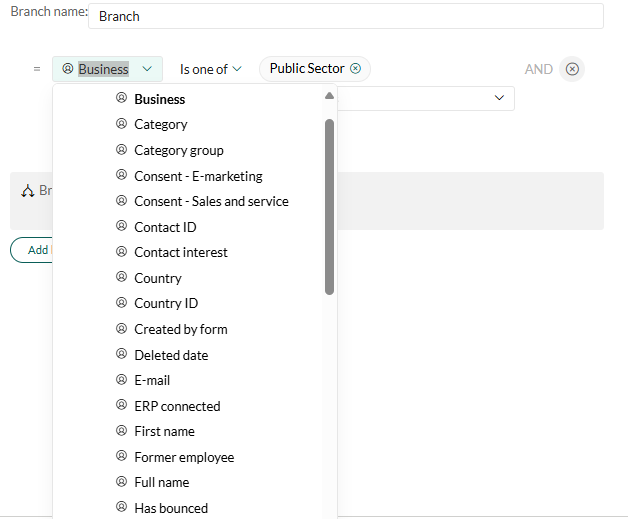 Branch name: Branch
= Business Is one of Public Sector AND
Business
Category
Category group
Consent - E-marketing
Consent - Sales and service
Contact ID
Contact interest
Country
Country ID
Created by form
Deleted date
E-mail
ERP connected
First name
Former employee
Full name
Has bounced
Br
Add